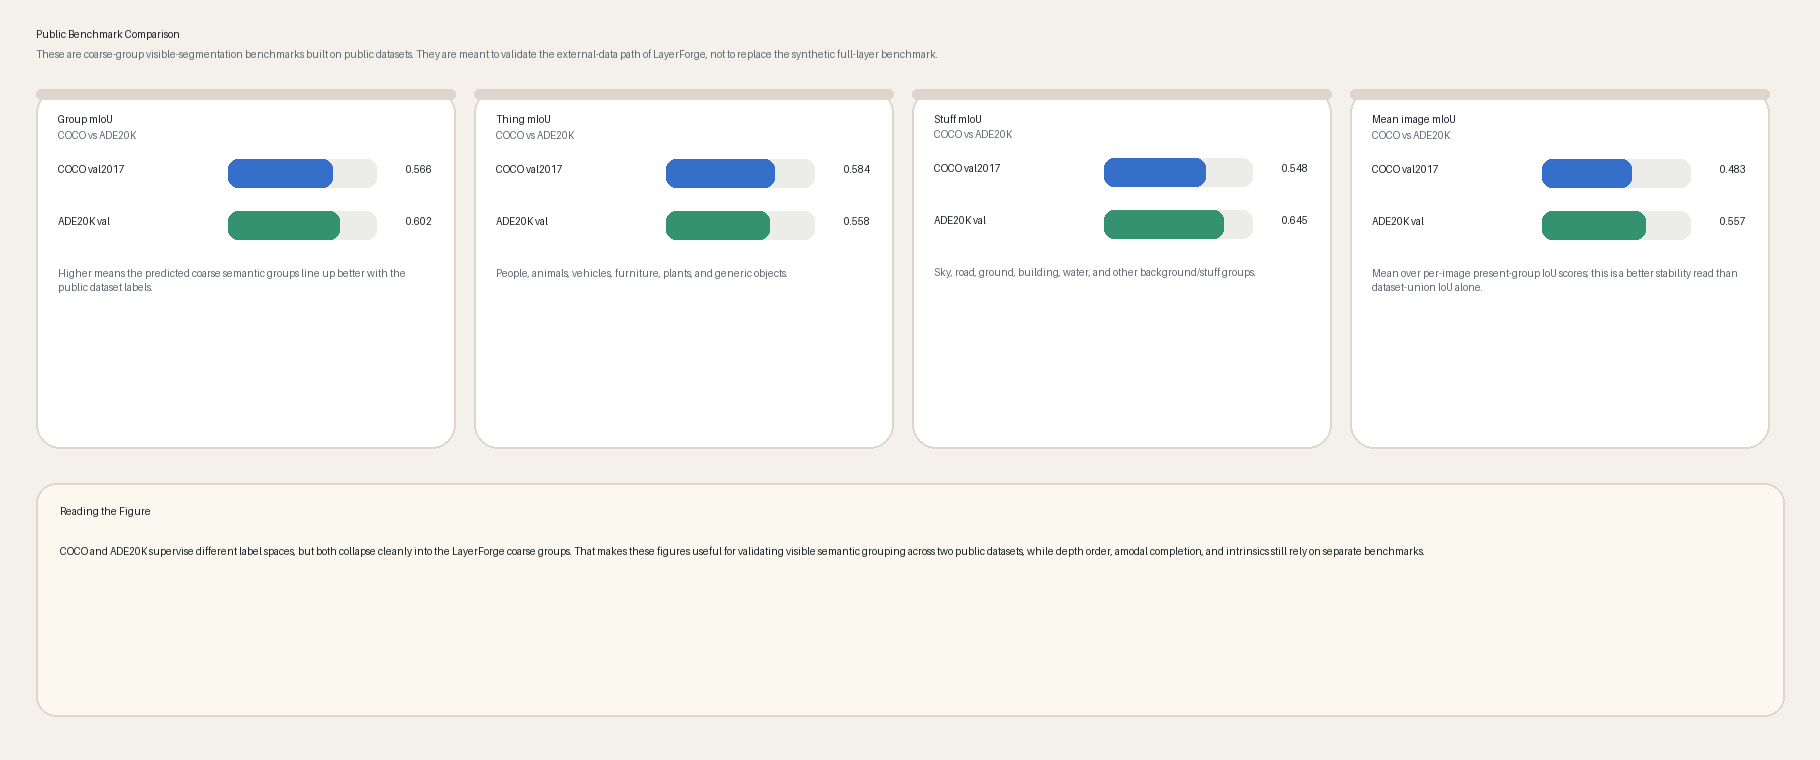 Public Benchmark Comparison
These are coarse-group visible-segmentation benchmarks built on public datasets. They are meant to validate the external-data path of LayerForge, not to replace the synthetic full-layer benchmark.
Group mIoU
COCO vs ADE20K
COCO val2017
0.566
ADE20K val
0.602
Higher means the predicted coarse semantic groups line up better with the
public dataset labels.
Thing mIoU
COCO vs ADE20K
COCO val2017
0.584
ADE20K val
0.558
People, animals, vehicles, furniture, plants, and generic objects.
Stuff mIoU
COCO vs ADE20K
COCO val2017
0.548
ADE20K val
0.645
Sky, road, ground, building, water, and other background/stuff groups.
Mean image mIoU
COCO vs ADE20K
COCO val2017
0.483
ADE20K val
0.557
Mean over per-image present-group IoU scores; this is a better stability read than
dataset-union IoU alone.
Reading the Figure
COCO and ADE20K supervise different label spaces, but both collapse cleanly into the LayerForge coarse groups. That makes these figures useful for validating visible semantic grouping across two public datasets, while depth order, amodal completion, and intrinsics still rely on separate benchmarks.